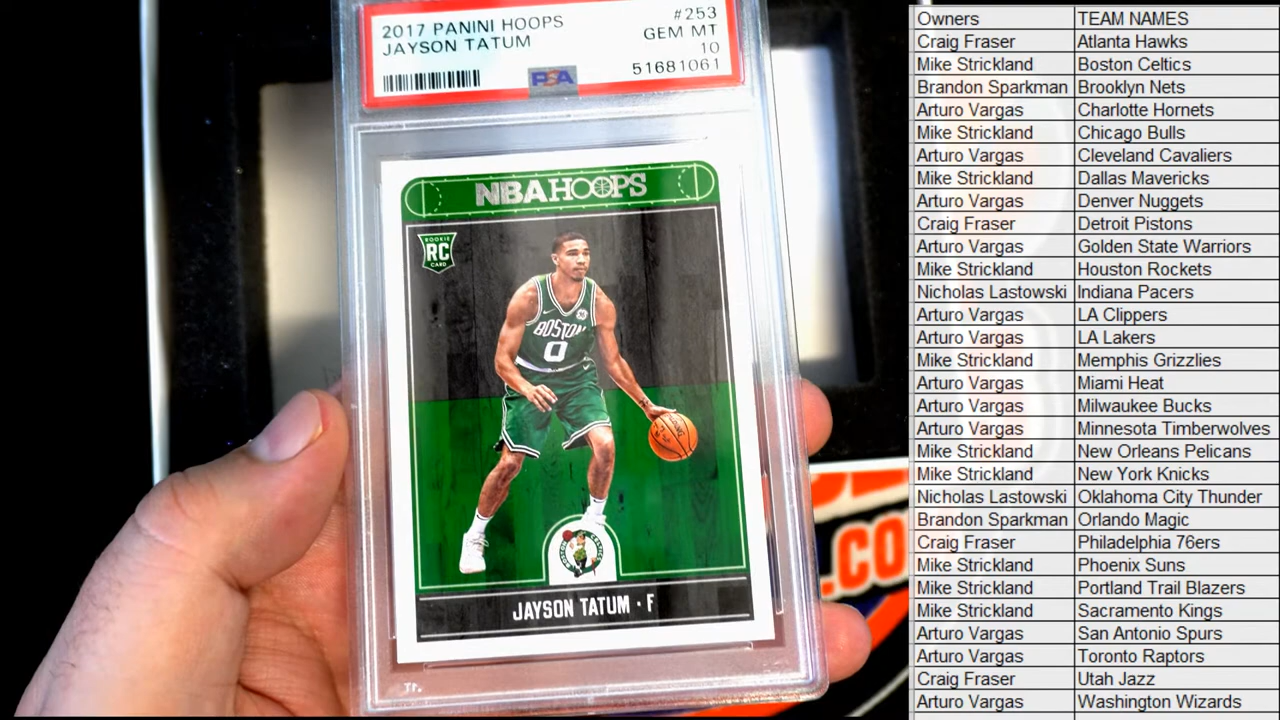 2017 PANINI HOOPS #253
JAYSON TATUM GEM MT
10
PSA 51681061
NBA HOOPS
ROOKIE
RC
CARD
BOSTON
0
JAYSON TATUM · F
.CO
Owners TEAM NAMES
Craig Fraser Atlanta Hawks
Mike Strickland Boston Celtics
Brandon Sparkman Brooklyn Nets
Arturo Vargas Charlotte Hornets
Mike Strickland Chicago Bulls
Arturo Vargas Cleveland Cavaliers
Mike Strickland Dallas Mavericks
Arturo Vargas Denver Nuggets
Craig Fraser Detroit Pistons
Arturo Vargas Golden State Warriors
Mike Strickland Houston Rockets
Nicholas Lastowski Indiana Pacers
Arturo Vargas LA Clippers
Arturo Vargas LA Lakers
Mike Strickland Memphis Grizzlies
Arturo Vargas Miami Heat
Arturo Vargas Milwaukee Bucks
Arturo Vargas Minnesota Timberwolves
Mike Strickland New Orleans Pelicans
Mike Strickland New York Knicks
Nicholas Lastowski Oklahoma City Thunder
Brandon Sparkman Orlando Magic
Craig Fraser Philadelphia 76ers
Mike Strickland Phoenix Suns
Mike Strickland Portland Trail Blazers
Mike Strickland Sacramento Kings
Arturo Vargas San Antonio Spurs
Arturo Vargas Toronto Raptors
Craig Fraser Utah Jazz
Arturo Vargas Washington Wizards